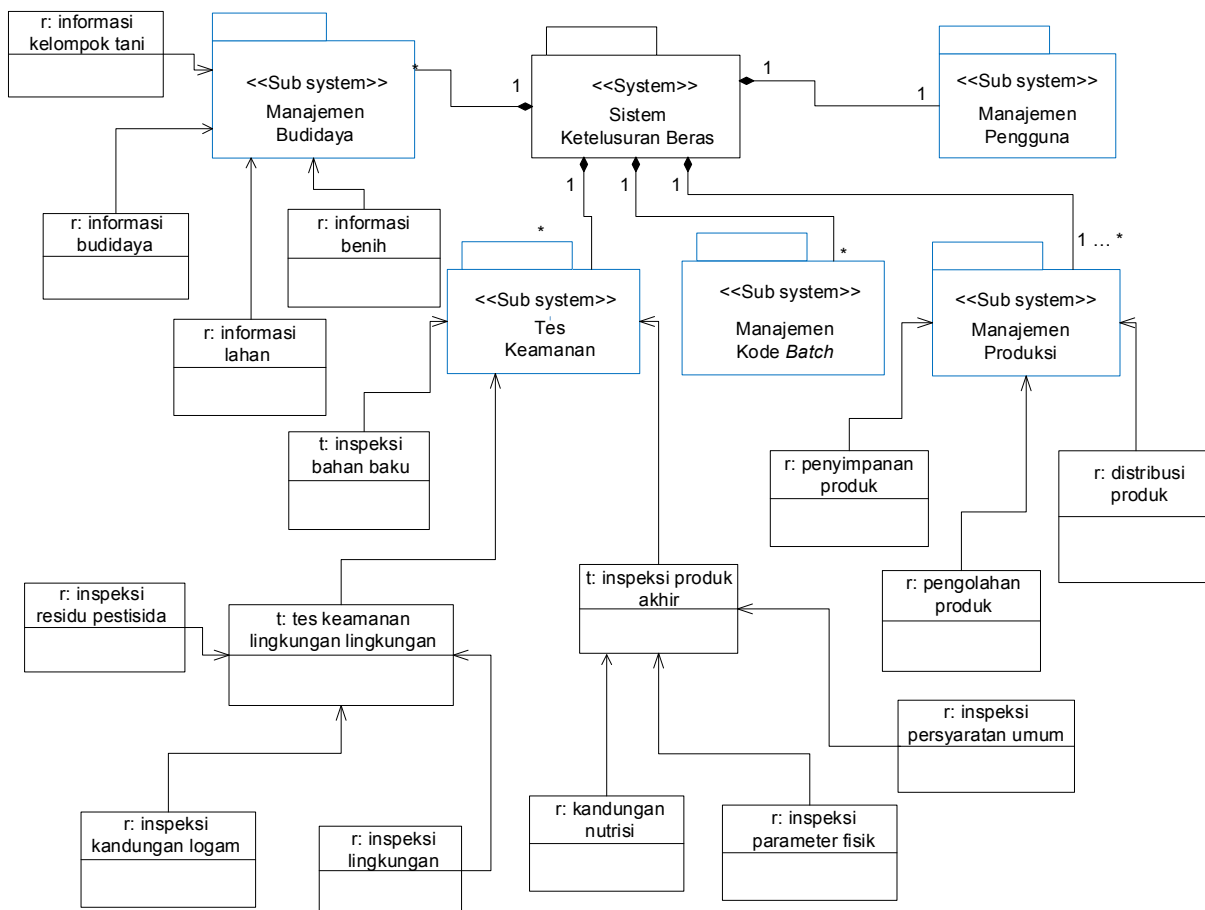 r: informasi
kelompok tani
<<Sub system>>
Manajemen
Budidaya
*
1
<<System>>
Sistem
Ketelusuran Beras
1
1
<<Sub system>>
Manajemen
Pengguna
1
1
1
r: informasi
budidaya
r: informasi
benih
r: informasi
lahan
*
<<Sub system>>
Tes
Keamanan
*
<<Sub system>>
Manajemen
Kode Batch
1 ... *
<<Sub system>>
Manajemen
Produksi
t: inspeksi
bahan baku
r: penyimpanan
produk
r: distribusi
produk
r: pengolahan
produk
r: inspeksi
residu pestisida
t: tes keamanan
lingkungan lingkungan
t: inspeksi produk
akhir
r: inspeksi
persyaratan umum
r: inspeksi
kandungan logam
r: inspeksi
lingkungan
r: kandungan
nutrisi
r: inspeksi
parameter fisik